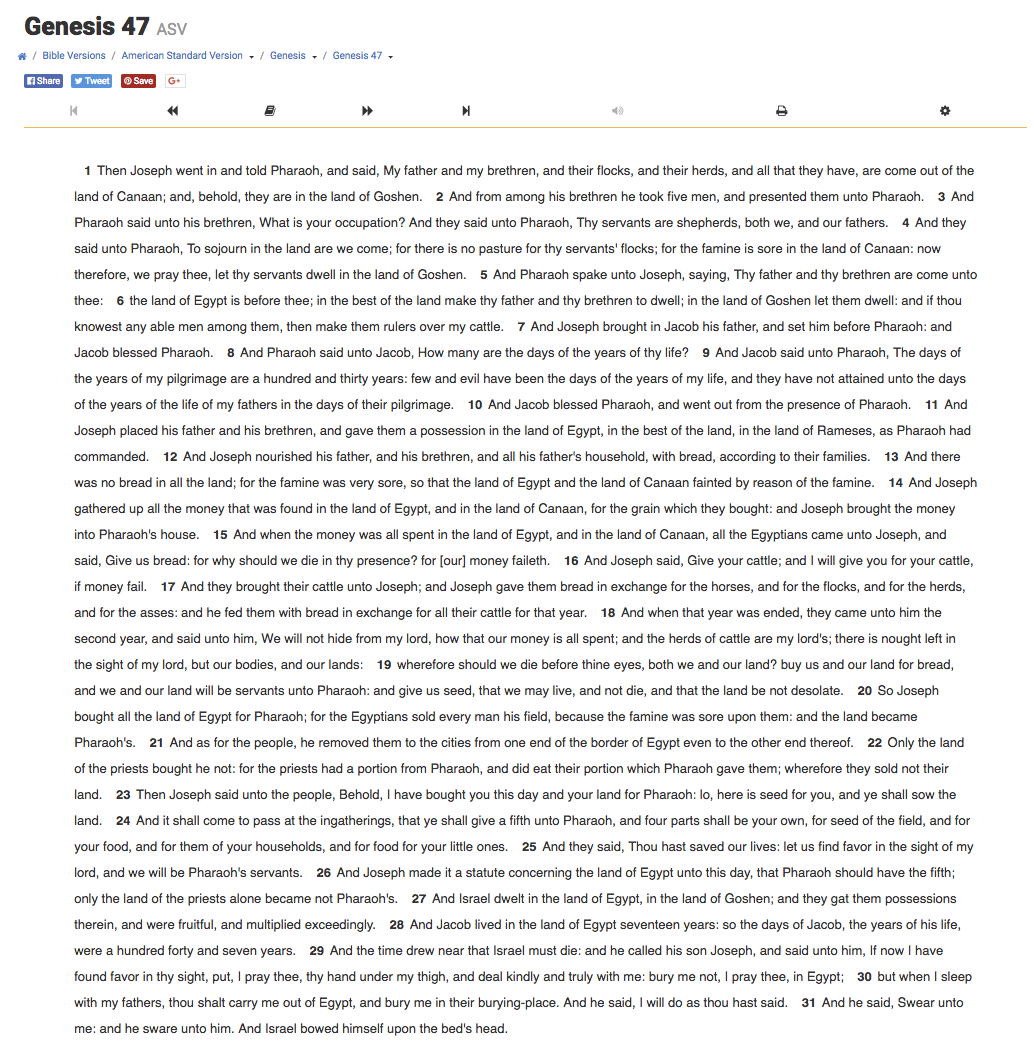 Genesis 47 ASV
/ Bible Versions / American Standard Version / Genesis / Genesis 47
Share Tweet Save G+
1 Then Joseph went in and told Pharaoh, and said, My father and my brethren, and their flocks, and their herds, and all that they have, are come out of the
land of Canaan; and, behold, they are in the land of Goshen. 2 And from among his brethren he took five men, and presented them unto Pharaoh. 3 And
Pharaoh said unto his brethren, What is your occupation? And they said unto Pharaoh, Thy servants are shepherds, both we, and our fathers. 4 And they
said unto Pharaoh, To sojourn in the land are we come; for there is no pasture for thy servants' flocks; for the famine is sore in the land of Canaan: now
therefore, we pray thee, let thy servants dwell in the land of Goshen. 5 And Pharaoh spake unto Joseph, saying, Thy father and thy brethren are come unto
thee: 6 the land of Egypt is before thee; in the best of the land make thy father and thy brethren to dwell; in the land of Goshen let them dwell: and if thou
knowest any able men among them, then make them rulers over my cattle. 7 And Joseph brought in Jacob his father, and set him before Pharaoh: and
Jacob blessed Pharaoh. 8 And Pharaoh said unto Jacob, How many are the days of the years of thy life? 9 And Jacob said unto Pharaoh, The days of
the years of my pilgrimage are a hundred and thirty years: few and evil have been the days of the years of my life, and they have not attained unto the days
of the years of the life of my fathers in the days of their pilgrimage. 10 And Jacob blessed Pharaoh, and went out from the presence of Pharaoh. 11 And
Joseph placed his father and his brethren, and gave them a possession in the land of Egypt, in the best of the land, in the land of Rameses, as Pharaoh had
commanded. 12 And Joseph nourished his father, and his brethren, and all his father's household, with bread, according to their families. 13 And there
was no bread in all the land; for the famine was very sore, so that the land of Egypt and the land of Canaan fainted by reason of the famine. 14 And Joseph
gathered up all the money that was found in the land of Egypt, and in the land of Canaan, for the grain which they bought: and Joseph brought the money
into Pharaoh's house. 15 And when the money was all spent in the land of Egypt, and in the land of Canaan, all the Egyptians came unto Joseph, and
said, Give us bread: for why should we die in thy presence? for [our] money faileth. 16 And Joseph said, Give your cattle; and I will give you for your cattle,
if money fail. 17 And they brought their cattle unto Joseph; and Joseph gave them bread in exchange for the horses, and for the flocks, and for the herds,
and for the asses: and he fed them with bread in exchange for all their cattle for that year. 18 And when that year was ended, they came unto him the
second year, and said unto him, We will not hide from my lord, how that our money is all spent; and the herds of cattle are my lord's; there is nought left in
the sight of my lord, but our bodies, and our lands: 19 wherefore should we die before thine eyes, both we and our land? buy us and our land for bread,
and we and our land will be servants unto Pharaoh: and give us seed, that we may live, and not die, and that the land be not desolate. 20 So Joseph
bought all the land of Egypt for Pharaoh; for the Egyptians sold every man his field, because the famine was sore upon them: and the land became
Pharaoh's. 21 And as for the people, he removed them to the cities from one end of the border of Egypt even to the other end thereof. 22 Only the land
of the priests bought he not: for the priests had a portion from Pharaoh, and did eat their portion which Pharaoh gave them; wherefore they sold not their
land. 23 Then Joseph said unto the people, Behold, I have bought you this day and your land for Pharaoh: lo, here is seed for you, and ye shall sow the
land. 24 And it shall come to pass at the ingatherings, that ye shall give a fifth unto Pharaoh, and four parts shall be your own, for seed of the field, and for
your food, and for them of your households, and for food for your little ones. 25 And they said, Thou hast saved our lives: let us find favor in the sight of my
lord, and we will be Pharaoh's servants. 26 And Joseph made it a statute concerning the land of Egypt unto this day, that Pharaoh should have the fifth;
only the land of the priests alone became not Pharaoh's. 27 And Israel dwelt in the land of Egypt, in the land of Goshen; and they gat them possessions
therein, and were fruitful, and multiplied exceedingly. 28 And Jacob lived in the land of Egypt seventeen years: so the days of Jacob, the years of his life,
were a hundred forty and seven years. 29 And the time drew near that Israel must die: and he called his son Joseph, and said unto him, If now I have
found favor in thy sight, put, I pray thee, thy hand under my thigh, and deal kindly and truly with me: bury me not, I pray thee, in Egypt; 30 but when I sleep
with my fathers, thou shalt carry me out of Egypt, and bury me in their burying-place. And he said, I will do as thou hast said. 31 And he said, Swear unto
me: and he sware unto him. And Israel bowed himself upon the bed's head.